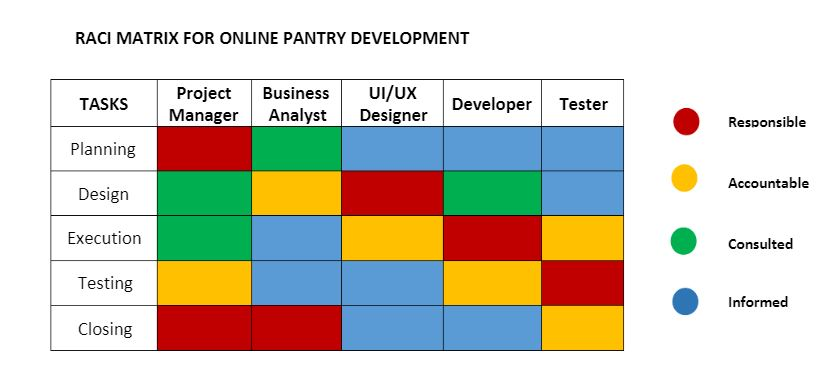 RACI MATRIX FOR ONLINE PANTRY DEVELOPMENT
TASKS
Project
Manager
Business
Analyst
UI/UX
Designer
Developer
Tester
Planning
Design
Execution
Testing
Closing
Responsible
Accountable
Consulted
Informed